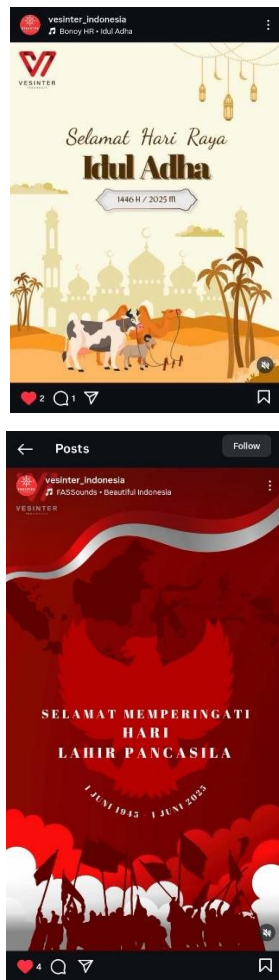 vesinter_indonesia
Bonoy HR • Idul Adha
VESINTER
Selamat Hari Raya
Idul Adha
1446 H / 2025 M
2
1
Posts
Follow
vesinter_indonesia
FASSounds • Beautiful Indonesia
VESINTER
SELAMAT MEMPERINGATI
HARI
LAHIR PANCASILA
1 JUNI 1945 - 1 JUNI 2025
4